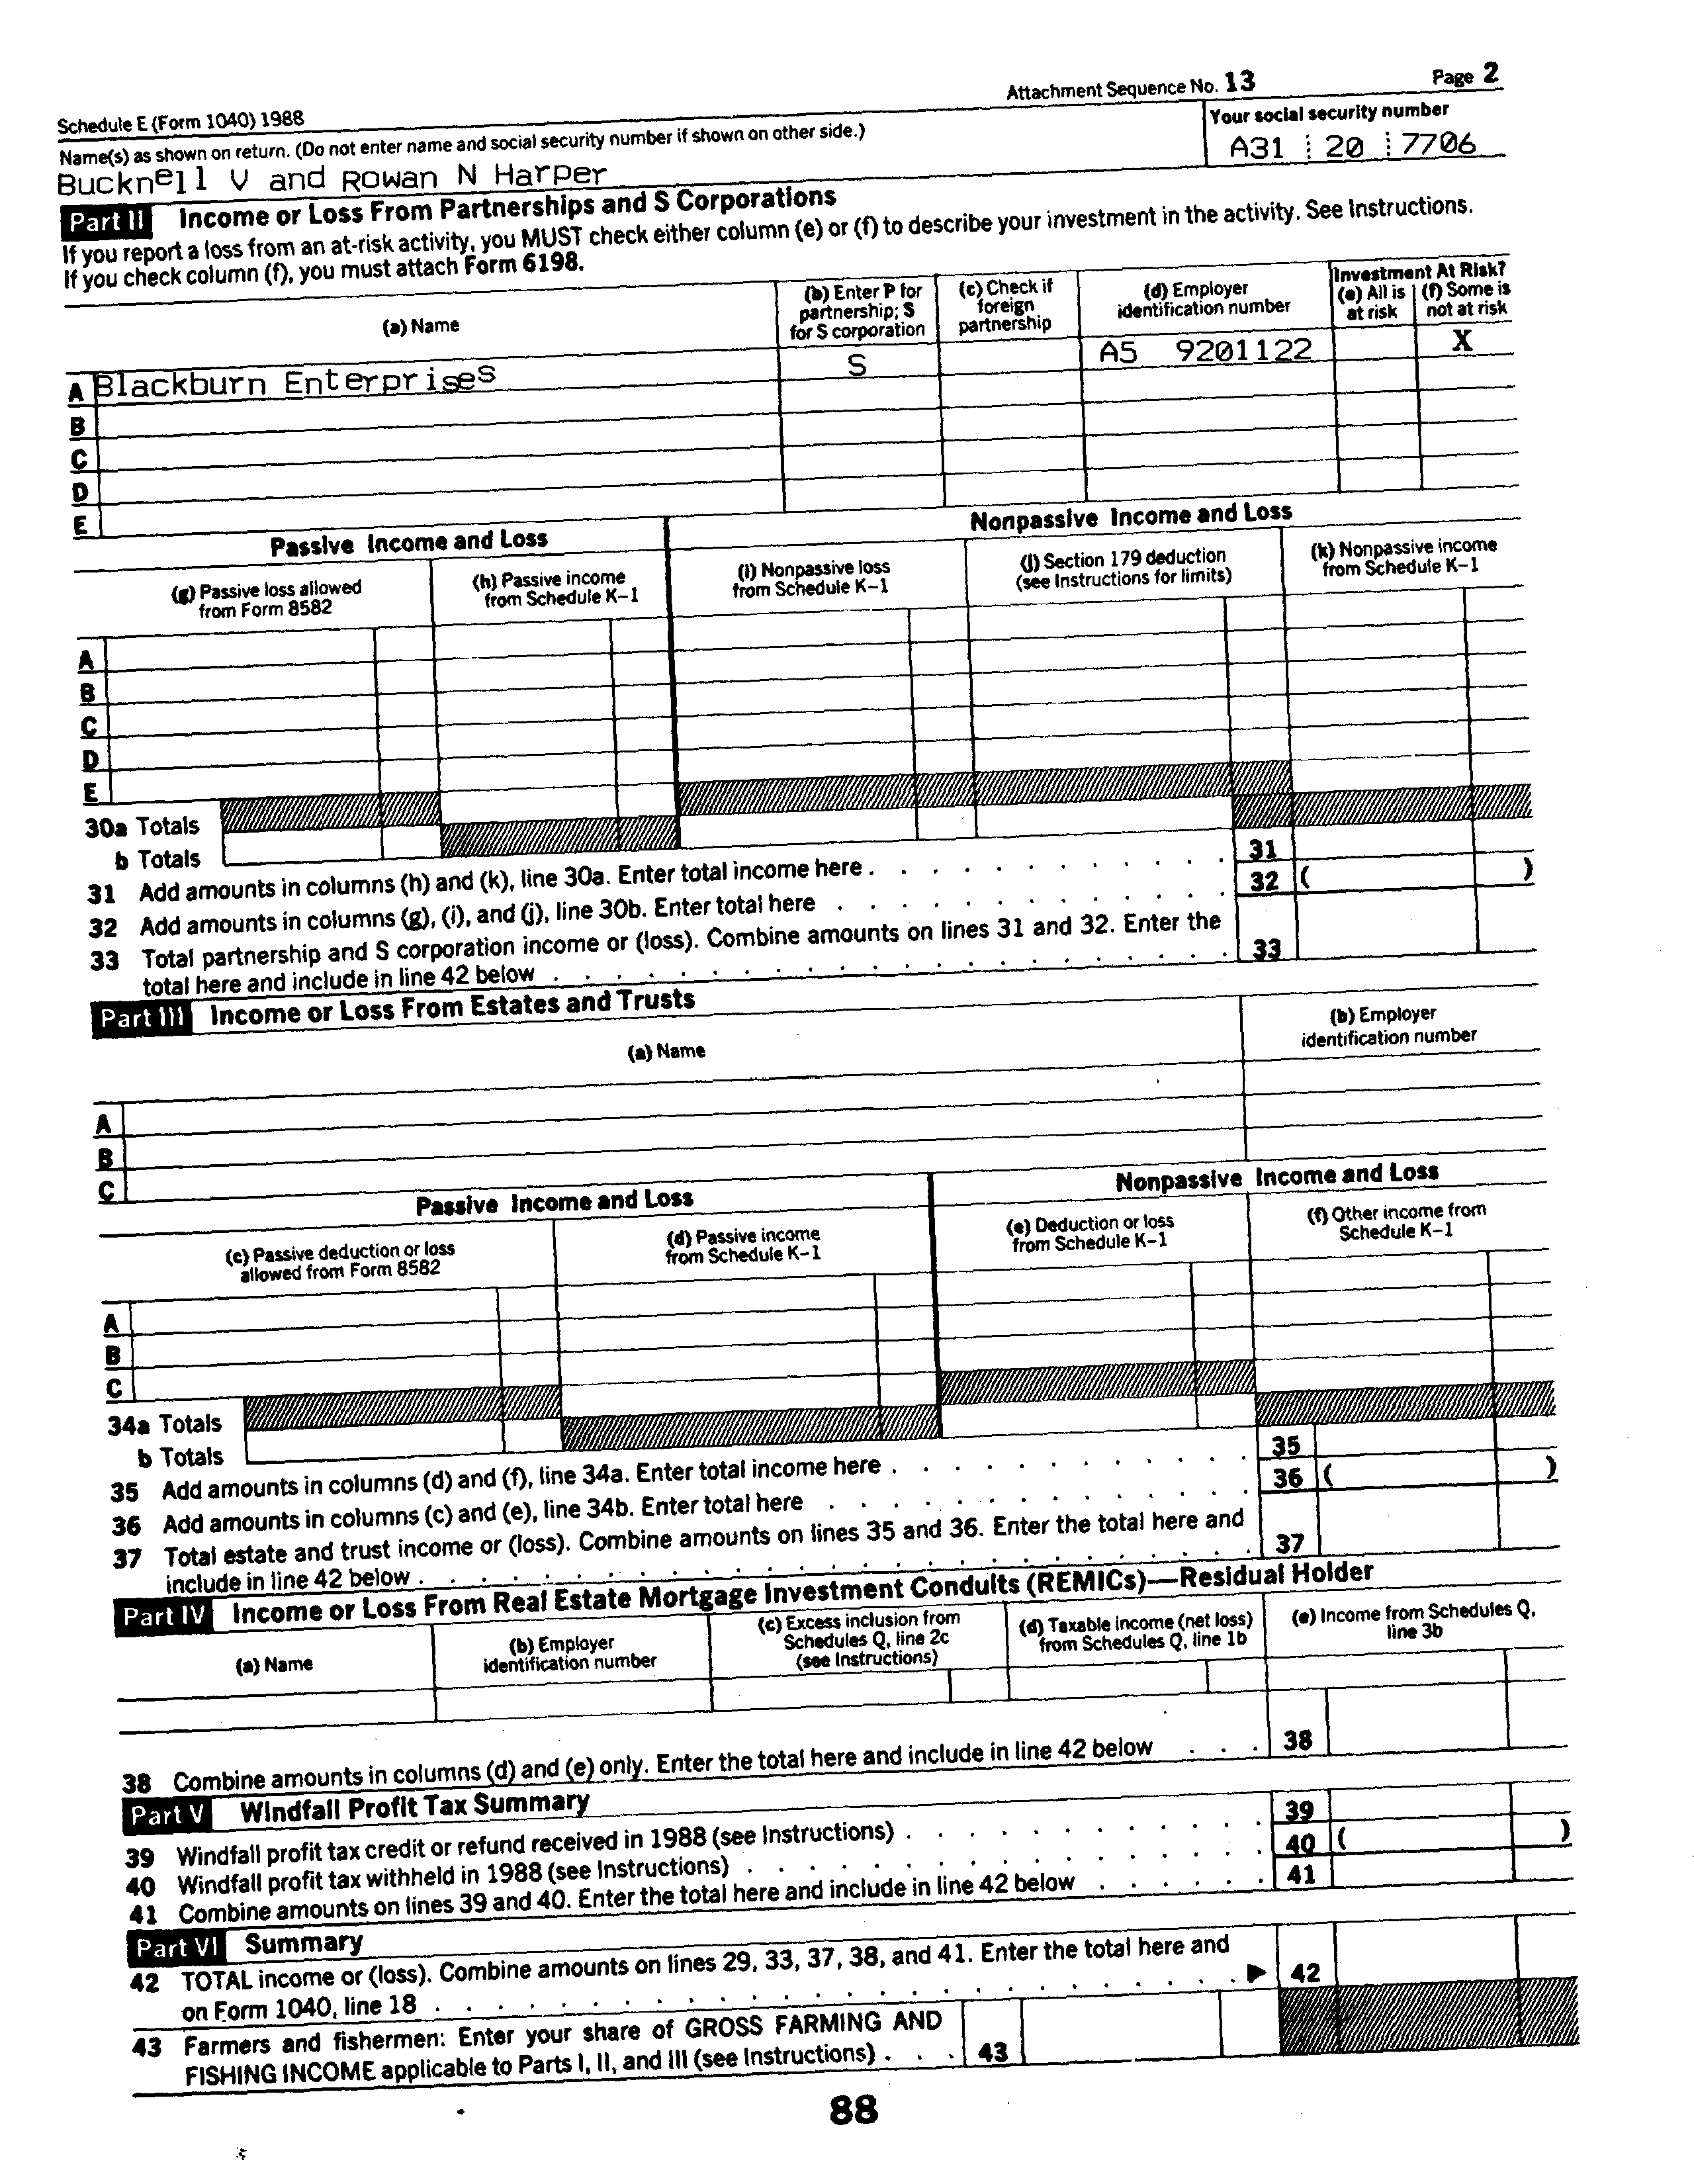 Attachment Sequence No. 13 Page 2
Schedule E (Form 1040) 1988
Name(s) as shown on return. (Do not enter name and social security number if shown on other side.) Your social security number
Bucknell V and Rowan N Harper A31 20 7706
Part II Income or Loss From Partnerships and S Corporations
If you report a loss from an at-risk activity, you MUST check either column (e) or (f) to describe your investment in the activity. See Instructions.
If you check column (f), you must attach Form 6198.
(a) Name
(b) Enter P for
partnership; S
for S corporation
(c) Check if
foreign
partnership
(d) Employer
identification number
Investment At Risk?
(e) All is
at risk
(f) Some is
not at risk
A Blackburn Enterprises S A5 9201122 X
B
C
D
E
Passive Income and Loss Nonpassive Income and Loss
(g) Passive loss allowed
from Form 8582
(h) Passive income
from Schedule K-1
(i) Nonpassive loss
from Schedule K-1
(j) Section 179 deduction
(see Instructions for limits)
(k) Nonpassive income
from Schedule K-1
A
B
C
D
E
30a Totals
b Totals
31 Add amounts in columns (h) and (k), line 30a. Enter total income here . . . . . . . . . . . 31
32 Add amounts in columns (g), (i), and (j), line 30b. Enter total here . . . . . . . . . . . . 32 ( )
33 Total partnership and S corporation income or (loss). Combine amounts on lines 31 and 32. Enter the
total here and include in line 42 below . . . . . . . . . . . . . . . . . . . . . 33
Part III Income or Loss From Estates and Trusts
(a) Name
(b) Employer
identification number
A
B
C
Passive Income and Loss Nonpassive Income and Loss
(c) Passive deduction or loss
allowed from Form 8582
(d) Passive income
from Schedule K-1
(e) Deduction or loss
from Schedule K-1
(f) Other income from
Schedule K-1
A
B
C
34a Totals
b Totals
35 Add amounts in columns (d) and (f), line 34a. Enter total income here . . . . . . . . . . . 35
36 Add amounts in columns (c) and (e), line 34b. Enter total here . . . . . . . . . . . . . 36 ( )
37 Total estate and trust income or (loss). Combine amounts on lines 35 and 36. Enter the total here and
include in line 42 below . . . . . . . . . . . . . . . . . . . . . . . . . . 37
Part IV Income or Loss From Real Estate Mortgage Investment Conduits (REMICs)—Residual Holder
(a) Name
(b) Employer
identification number
(c) Excess inclusion from
Schedules Q, line 2c
(see Instructions)
(d) Taxable income (net loss)
from Schedules Q, line 1b
(e) Income from Schedules Q,
line 3b
38 Combine amounts in columns (d) and (e) only. Enter the total here and include in line 42 below . . . 38
Part V Windfall Profit Tax Summary
39 Windfall profit tax credit or refund received in 1988 (see Instructions) . . . . . . . . . . . . 39
40 Windfall profit tax withheld in 1988 (see Instructions) . . . . . . . . . . . . . . . . . 40 ( )
41 Combine amounts on lines 39 and 40. Enter the total here and include in line 42 below . . . . . . 41
Part VI Summary
42 TOTAL income or (loss). Combine amounts on lines 29, 33, 37, 38, and 41. Enter the total here and
on Form 1040, line 18 . . . . . . . . . . . . . . . . . . . . . . . . . ▶ 42
43 Farmers and fishermen: Enter your share of GROSS FARMING AND
FISHING INCOME applicable to Parts I, II, and III (see Instructions) . . . 43
88